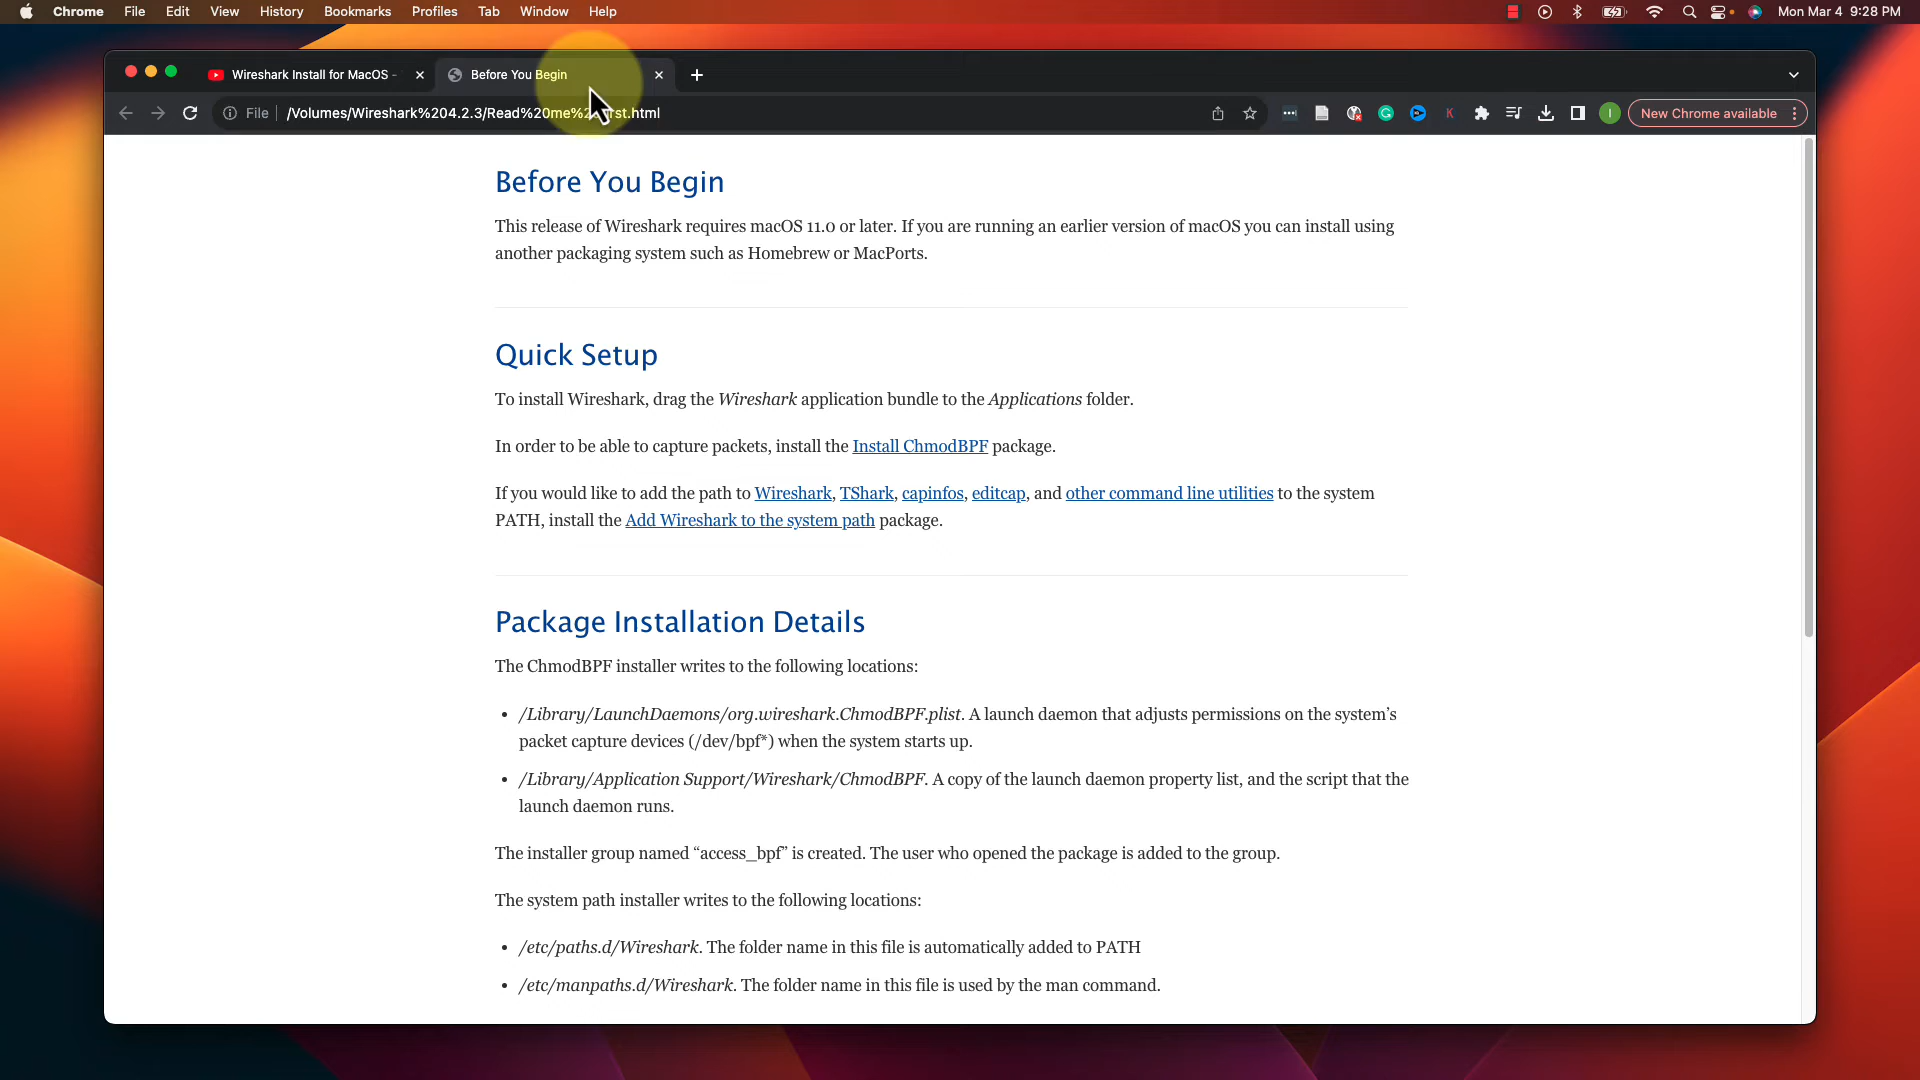 Chrome File Edit View History Bookmarks Profiles Tab Window Help Mon Mar 4 9:28 PM
Wireshark Install for MacOS - Before You Begin
File /Volumes/Wireshark%204.2.3/Read%20me%2 rst.html New Chrome available
Before You Begin
This release of Wireshark requires macOS 11.0 or later. If you are running an earlier version of macOS you can install using
another packaging system such as Homebrew or MacPorts.
Quick Setup
To install Wireshark, drag the Wireshark application bundle to the Applications folder.
In order to be able to capture packets, install the Install ChmodBPF package.
If you would like to add the path to Wireshark, TShark, capinfos, editcap, and other command line utilities to the system
PATH, install the Add Wireshark to the system path package.
Package Installation Details
The ChmodBPF installer writes to the following locations:
• /Library/LaunchDaemons/org.wireshark.ChmodBPF.plist. A launch daemon that adjusts permissions on the system’s
packet capture devices (/dev/bpf*) when the system starts up.
• /Library/Application Support/Wireshark/ChmodBPF. A copy of the launch daemon property list, and the script that the
launch daemon runs.
The installer group named “access_bpf” is created. The user who opened the package is added to the group.
The system path installer writes to the following locations:
• /etc/paths.d/Wireshark. The folder name in this file is automatically added to PATH
• /etc/manpaths.d/Wireshark. The folder name in this file is used by the man command.